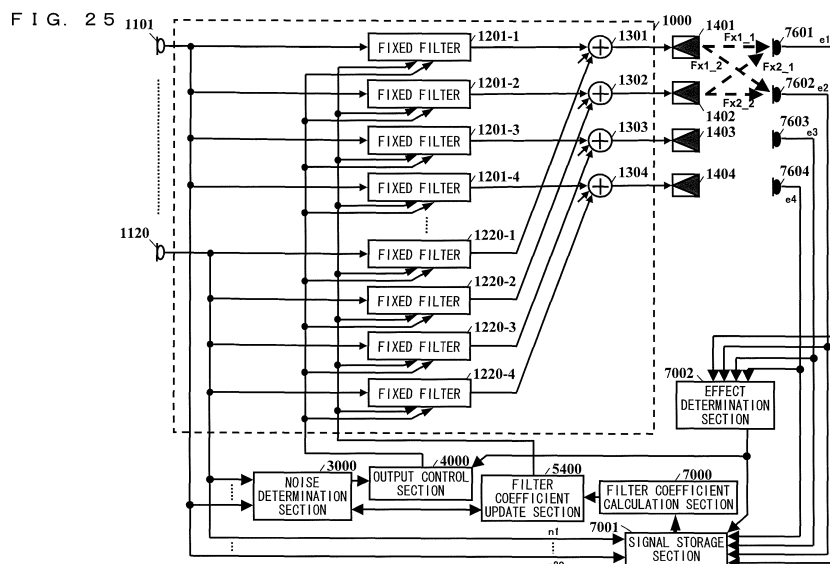 FIG. 25
1101
1000
1201-1
FIXED FILTER
1301
1401
Fx1_1
7601
e1
Fx1_2
Fx2_1
1201-2
FIXED FILTER
1302
1402
Fx2_2
7602
e2
1201-3
FIXED FILTER
1303
1403
7603
e3
1201-4
FIXED FILTER
1304
1404
7604
e4
1120
1220-1
FIXED FILTER
1220-2
FIXED FILTER
1220-3
FIXED FILTER
1220-4
FIXED FILTER
7002
EFFECT
DETERMINATION
SECTION
3000
NOISE
DETERMINATION
SECTION
4000
OUTPUT CONTROL
SECTION
5400
FILTER
COEFFICIENT
UPDATE SECTION
7000
FILTER COEFFICIENT
CALCULATION SECTION
7001
SIGNAL STORAGE
SECTION
n1